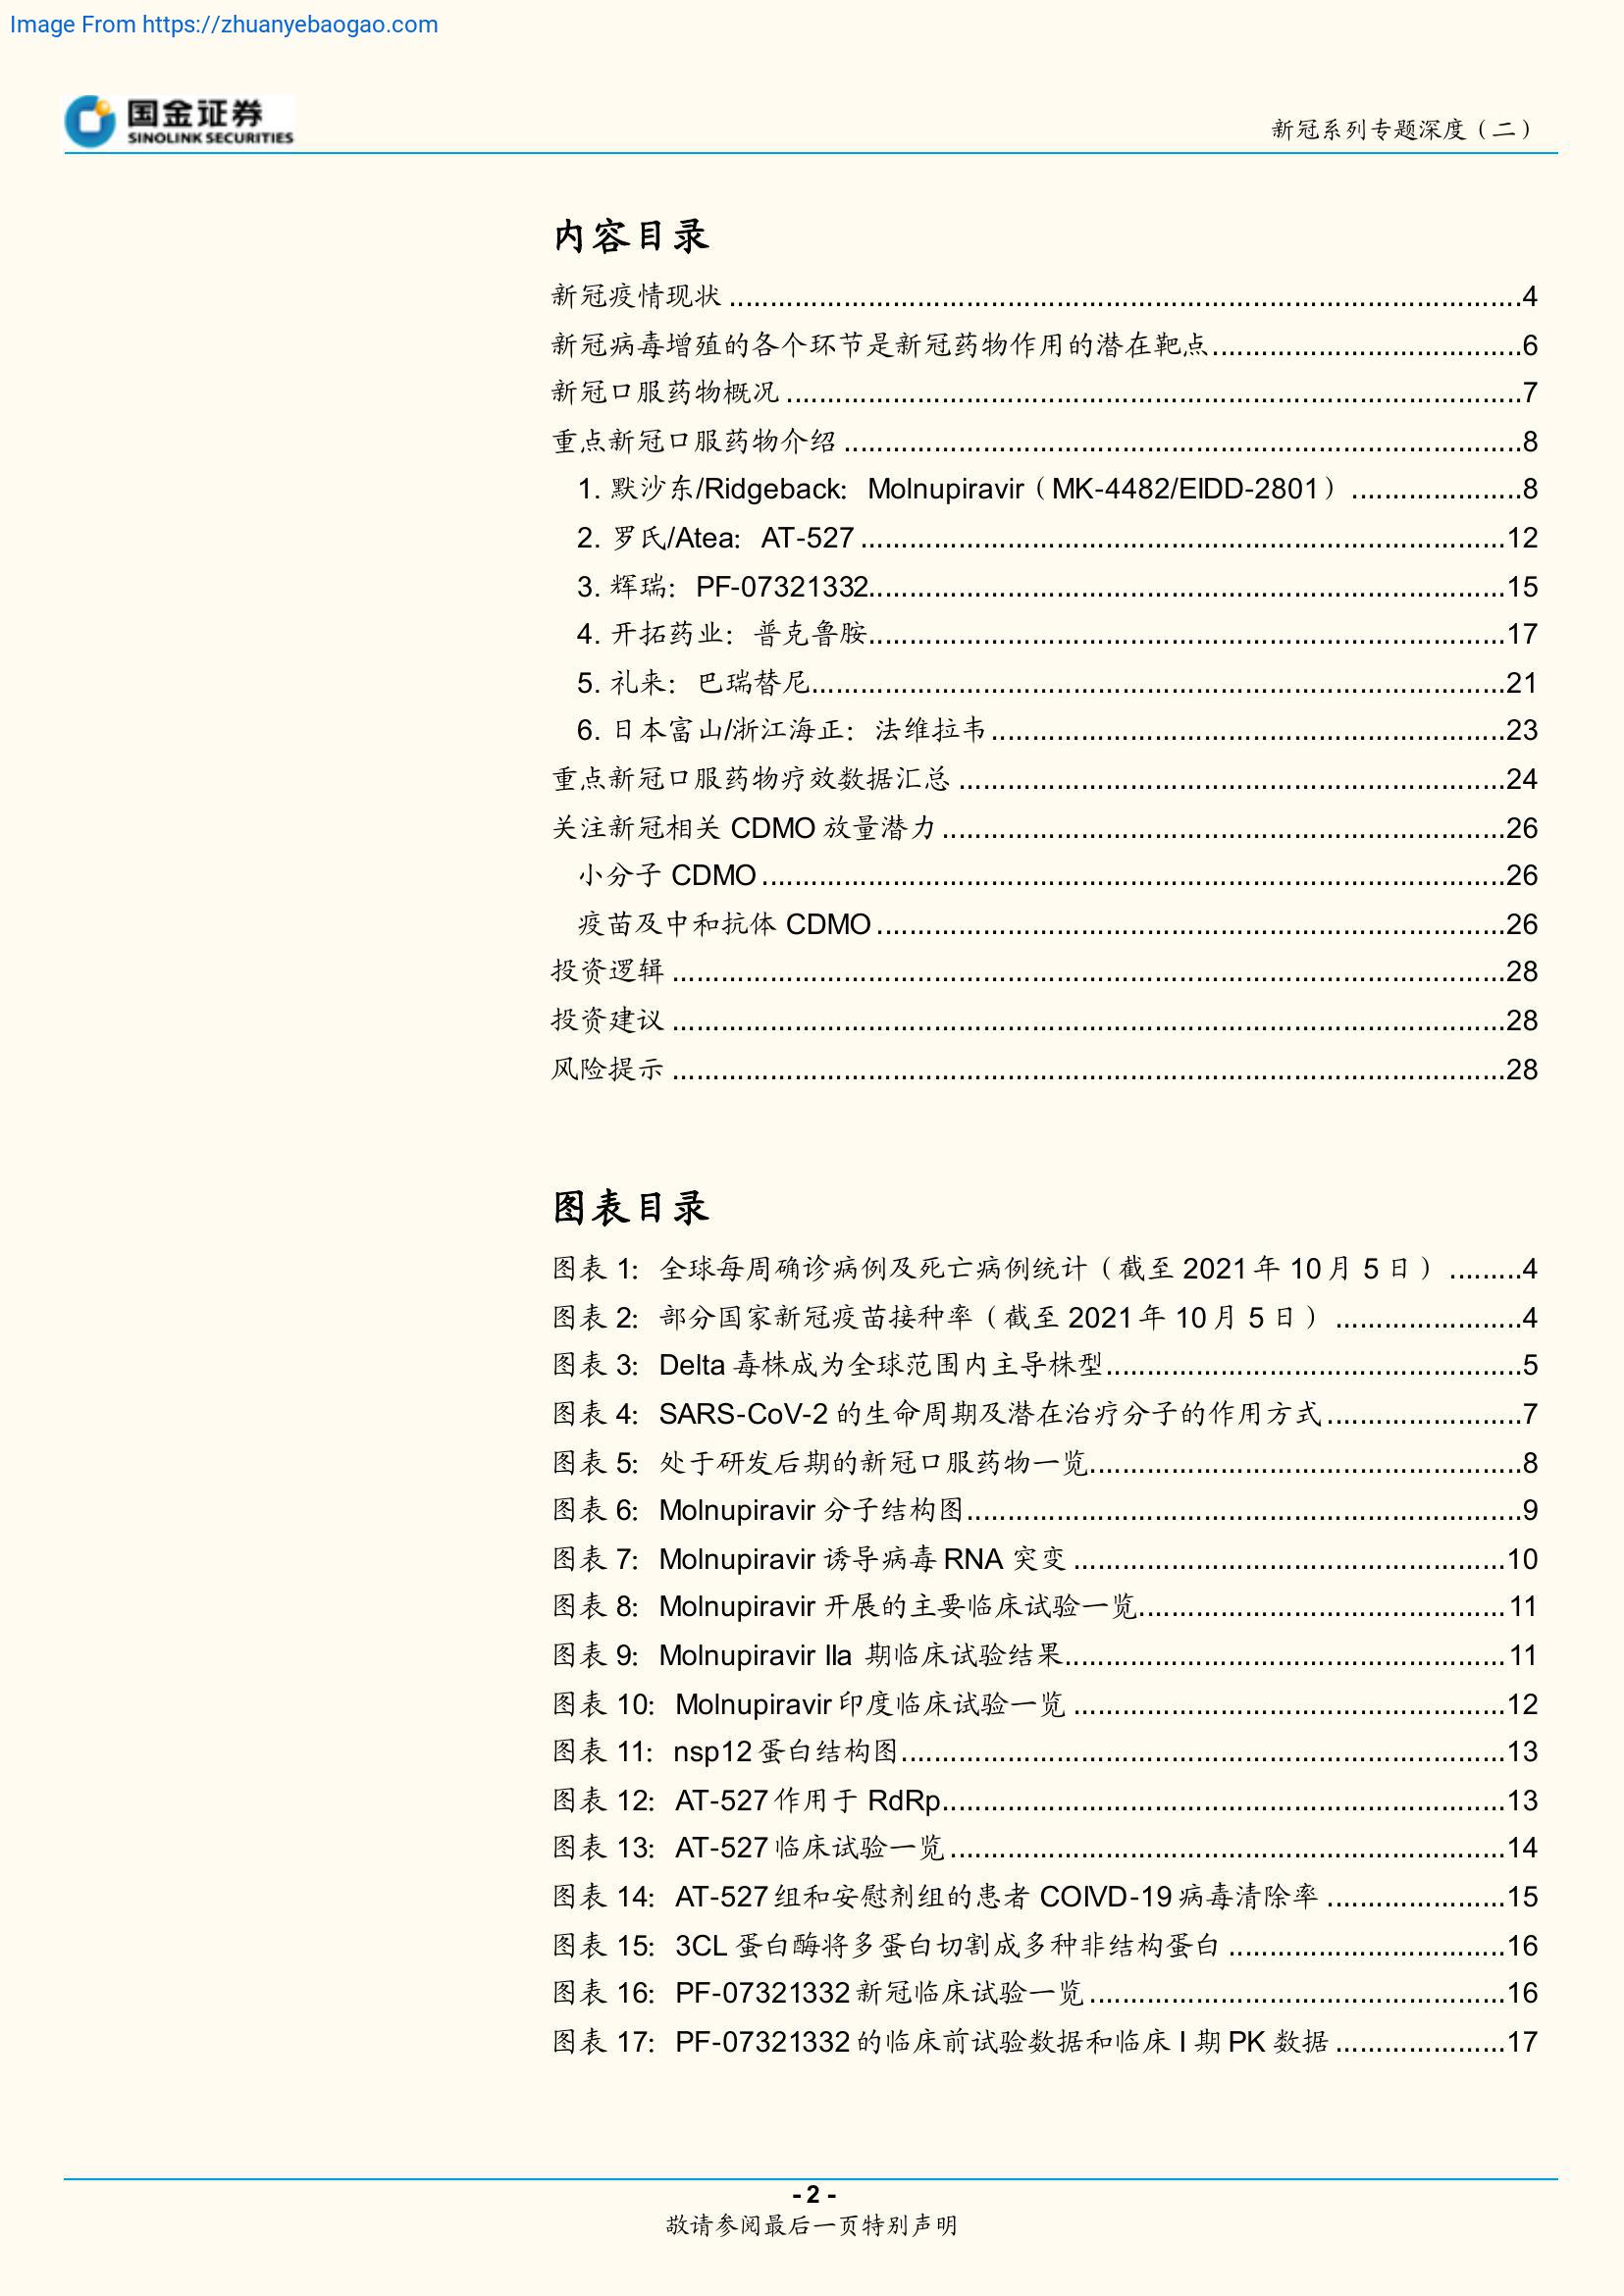 Image From https://zhuanyebaogao.com
国金证券
SINOLINK SECURITIES
新冠系列专题深度（二）
内容目录
新冠疫情现状 ....................................................................................................4
新冠病毒增殖的各个环节是新冠药物作用的潜在靶点......................................6
新冠口服药物概况 ............................................................................................7
重点新冠口服药物介绍 .....................................................................................8
1. 默沙东/Ridgeback：Molnupiravir（MK-4482/EIDD-2801） .....................8
2. 罗氏/Atea：AT-527 ................................................................................12
3. 辉瑞：PF-07321332...............................................................................15
4. 开拓药业：普克鲁胺...............................................................................17
5. 礼来：巴瑞替尼......................................................................................21
6. 日本富山/浙江海正：法维拉韦 ...............................................................23
重点新冠口服药物疗效数据汇总 ....................................................................24
关注新冠相关 CDMO 放量潜力 ......................................................................26
小分子 CDMO ............................................................................................26
疫苗及中和抗体 CDMO ..............................................................................26
投资逻辑 .......................................................................................................28
投资建议 .......................................................................................................28
风险提示 .......................................................................................................28
图表目录
图表 1：全球每周确诊病例及死亡病例统计（截至 2021 年 10 月 5 日） .........4
图表 2：部分国家新冠疫苗接种率（截至 2021 年 10 月 5 日） .......................4
图表 3：Delta 毒株成为全球范围内主导株型...................................................5
图表 4：SARS-CoV-2 的生命周期及潜在治疗分子的作用方式 ........................7
图表 5：处于研发后期的新冠口服药物一览.....................................................8
图表 6：Molnupiravir 分子结构图....................................................................9
图表 7：Molnupiravir 诱导病毒 RNA 突变 .....................................................10
图表 8：Molnupiravir 开展的主要临床试验一览.............................................11
图表 9：Molnupiravir IIa 期临床试验结果......................................................11
图表 10：Molnupiravir 印度临床试验一览 .....................................................12
图表 11：nsp12 蛋白结构图..........................................................................13
图表 12：AT-527 作用于 RdRp.....................................................................13
图表 13：AT-527 临床试验一览 ....................................................................14
图表 14：AT-527 组和安慰剂组的患者 COIVD-19 病毒清除率 ......................15
图表 15：3CL 蛋白酶将多蛋白切割成多种非结构蛋白 ..................................16
图表 16：PF-07321332 新冠临床试验一览 ...................................................16
图表 17：PF-07321332 的临床前试验数据和临床 I 期 PK 数据 .....................17
- 2 -
敬请参阅最后一页特别声明